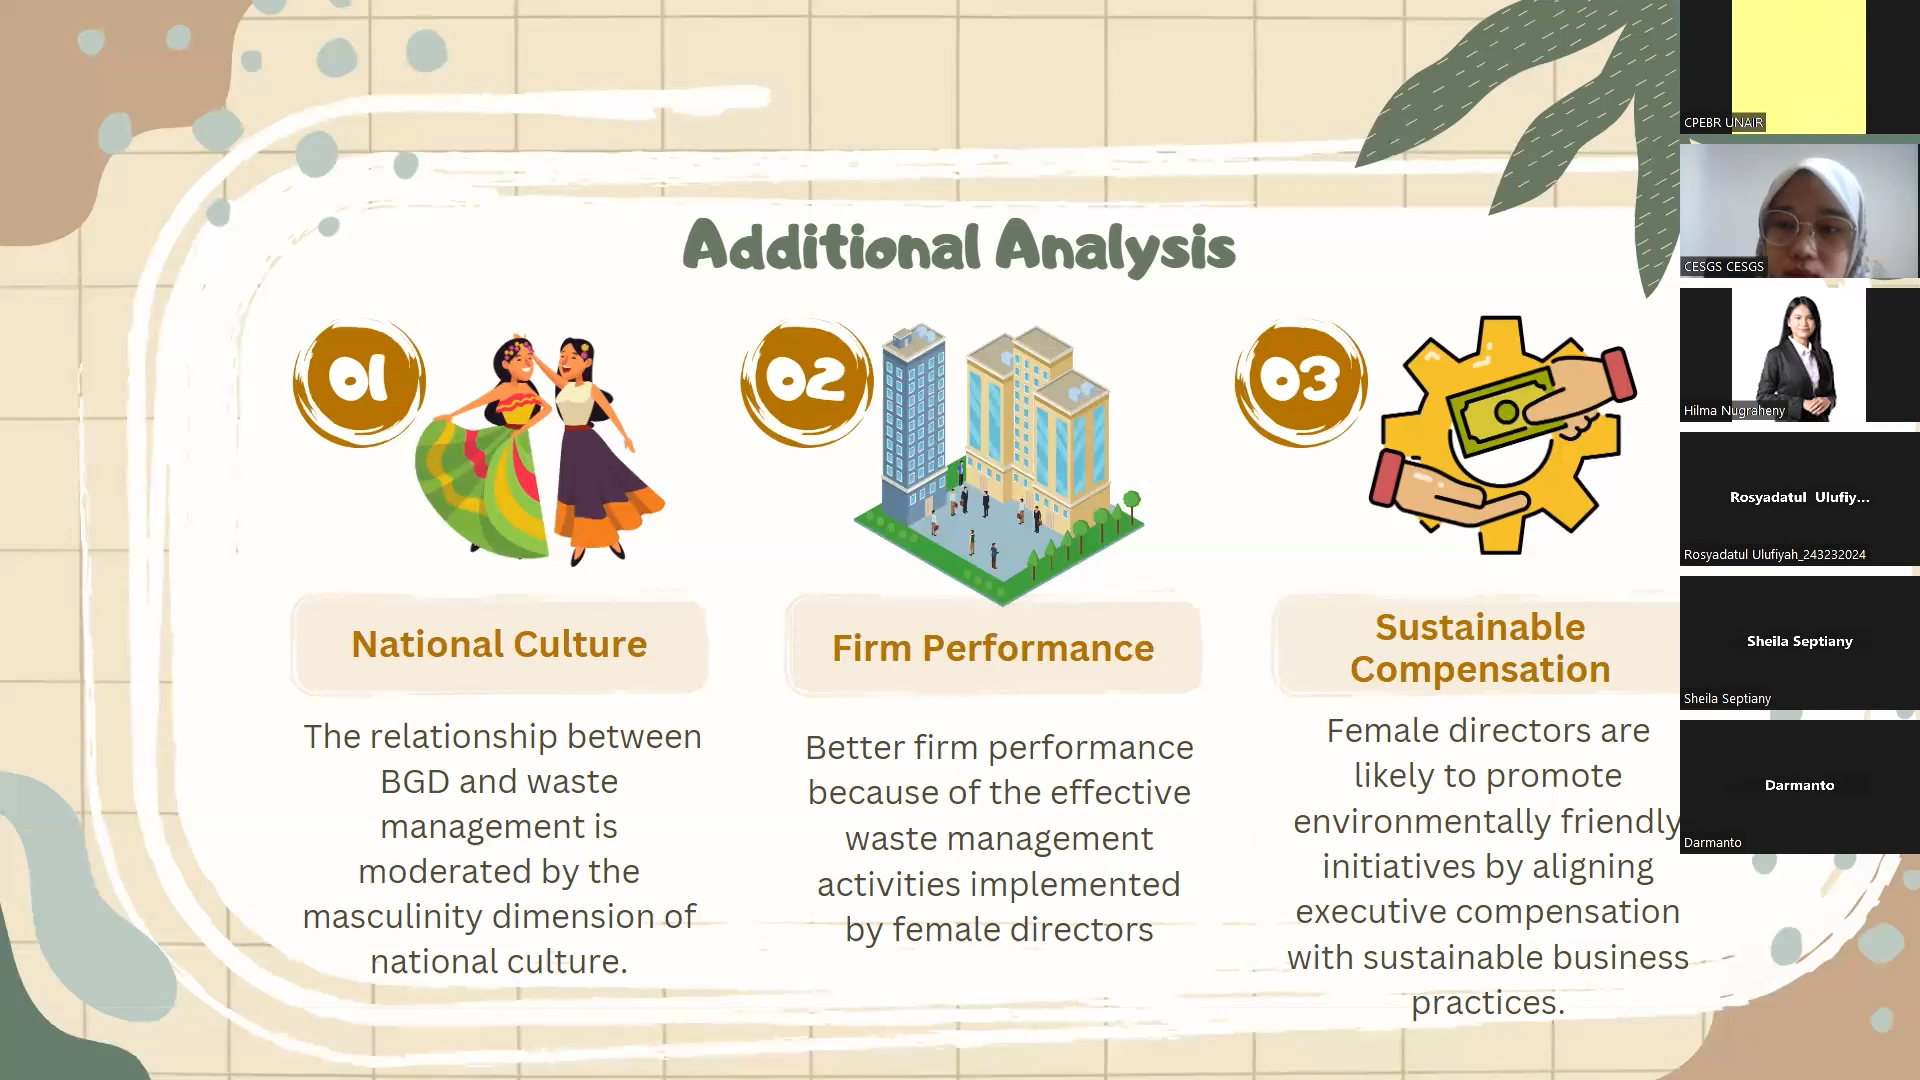 Additional Analysis
01
02
03
National Culture
Firm Performance
Sustainable
Compensation
The relationship between
BGD and waste
management is
moderated by the
masculinity dimension of
national culture.
Better firm performance
because of the effective
waste management
activities implemented
by female directors
Female directors are
likely to promote
environmentally friendly
initiatives by aligning
executive compensation
with sustainable business
practices.
CPEBR UNAIR
CESGS CESGS
Hilma Nugraheny
Rosyadatul Ulufiy...
Rosyadatul Ulufiyah_243232024
Sheila Septiany
Sheila Septiany
Darmanto
Darmanto